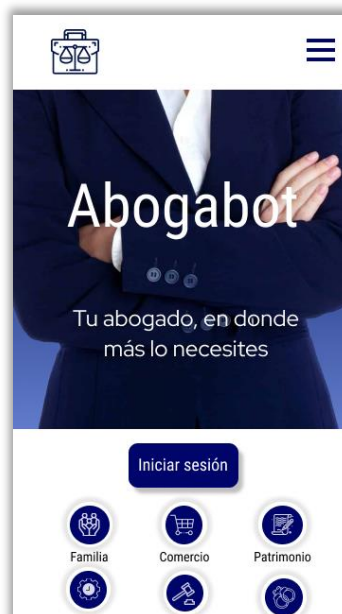 Abogabot
Tu abogado, en donde
más lo necesites
Iniciar sesión
Familia
Comercio
Patrimonio